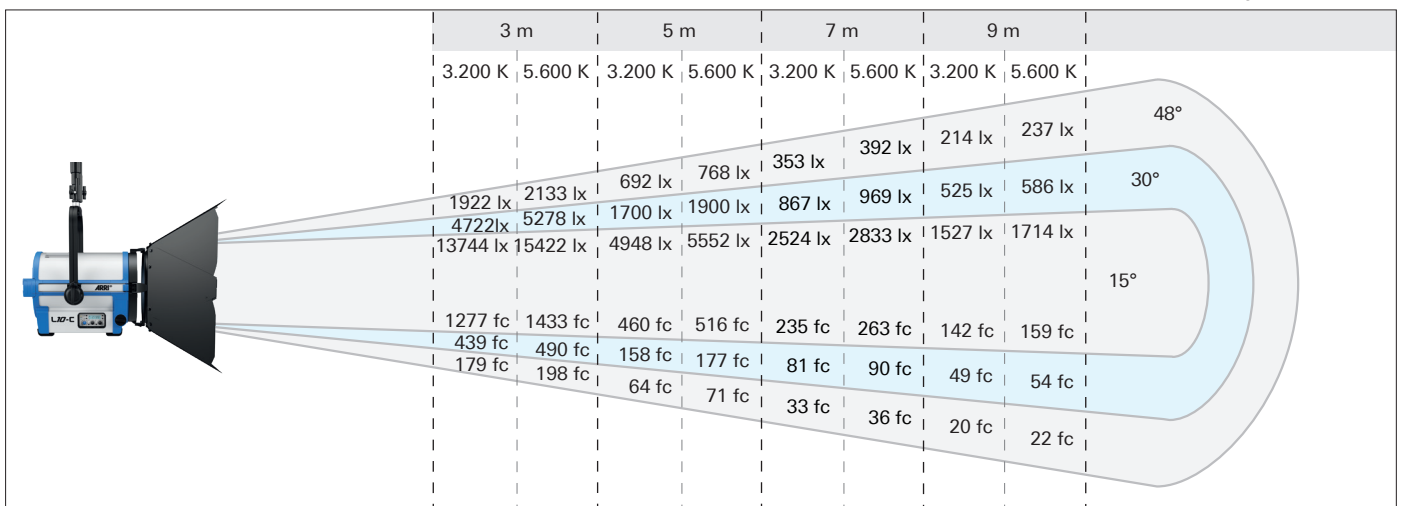 3 m 5 m 7 m 9 m
3.200 K 5.600 K 3.200 K 5.600 K 3.200 K 5.600 K 3.200 K 5.600 K
1922 lx 2133 lx 692 lx 768 lx 353 lx 392 lx 214 lx 237 lx 48°
4722lx 5278 lx 1700 lx 1900 lx 867 lx 969 lx 525 lx 586 lx 30°
13744 lx 15422 lx 4948 lx 5552 lx 2524 lx 2833 lx 1527 lx 1714 lx
15°
ARRI
L10-C
1277 fc 1433 fc 460 fc 516 fc 235 fc 263 fc 142 fc 159 fc
439 fc 490 fc 158 fc 177 fc 81 fc 90 fc 49 fc 54 fc
179 fc 198 fc 64 fc 71 fc 33 fc 36 fc 20 fc 22 fc